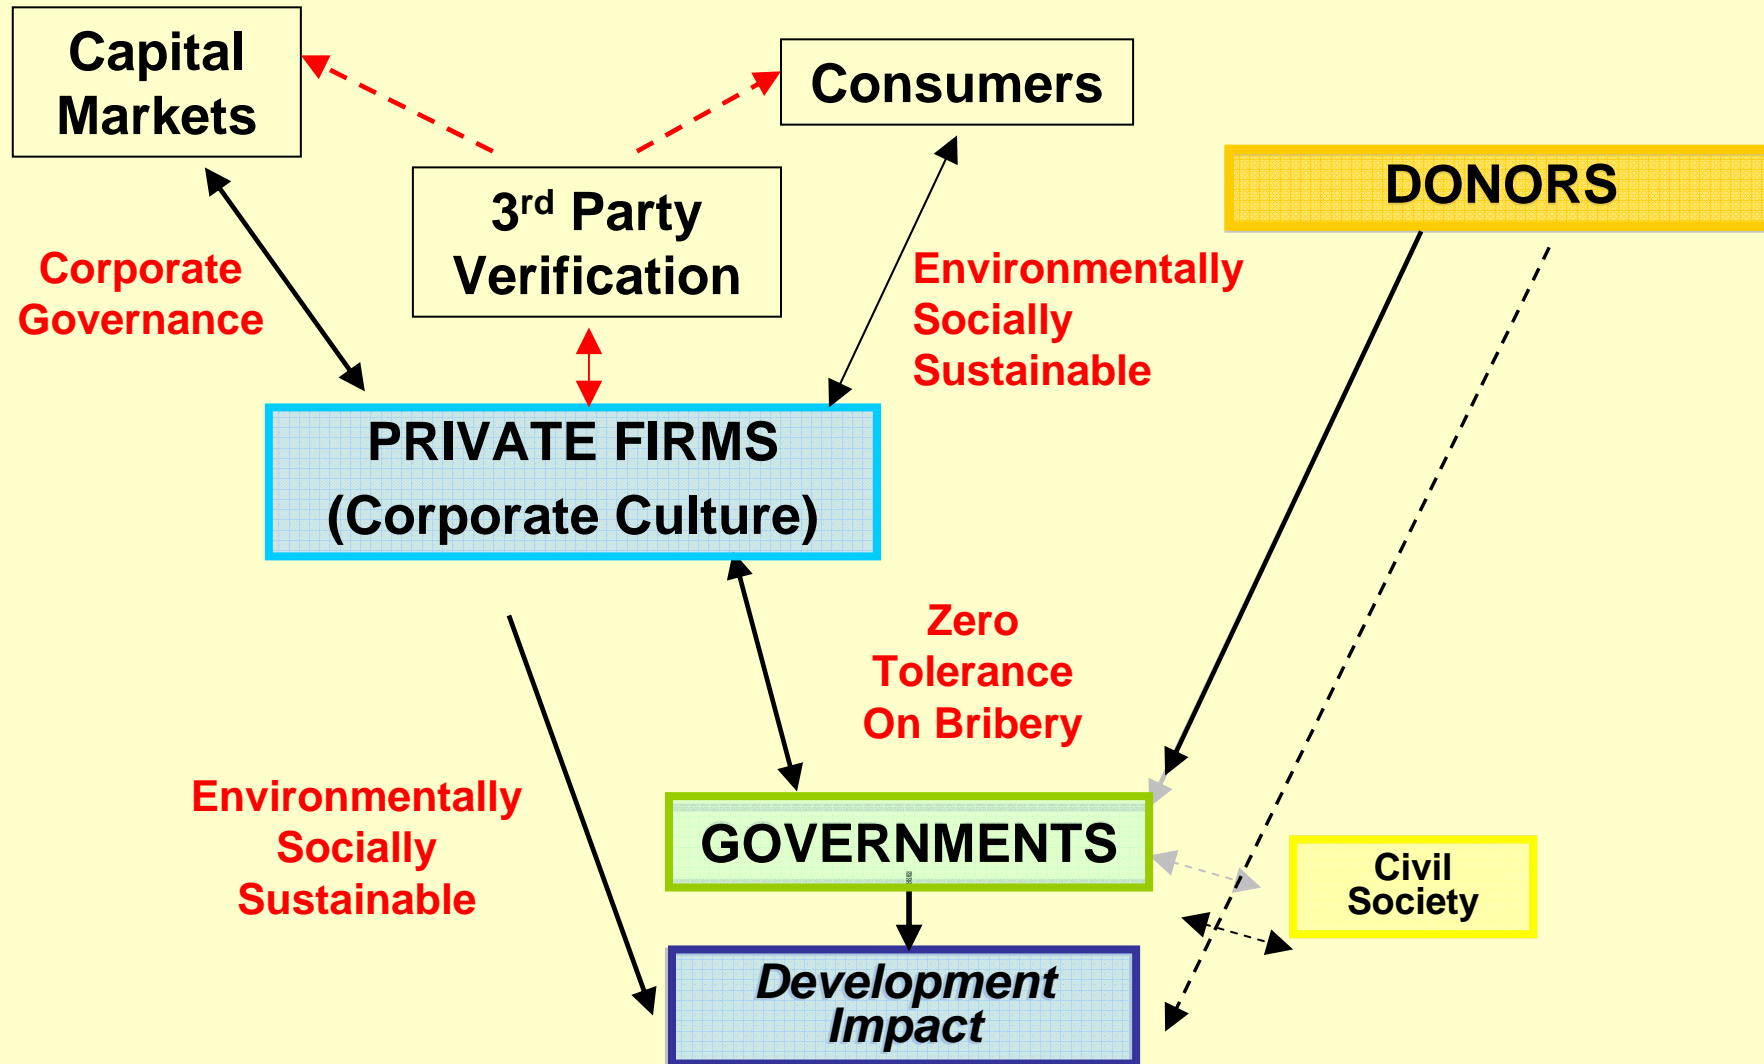 Capital
Markets
Consumers
3rd Party
Verification
DONORS
Corporate
Governance
Environmentally
Socially
Sustainable
PRIVATE FIRMS
(Corporate Culture)
Zero
Tolerance
On Bribery
Environmentally
Socially
Sustainable
GOVERNMENTS
Civil
Society
Development
Impact